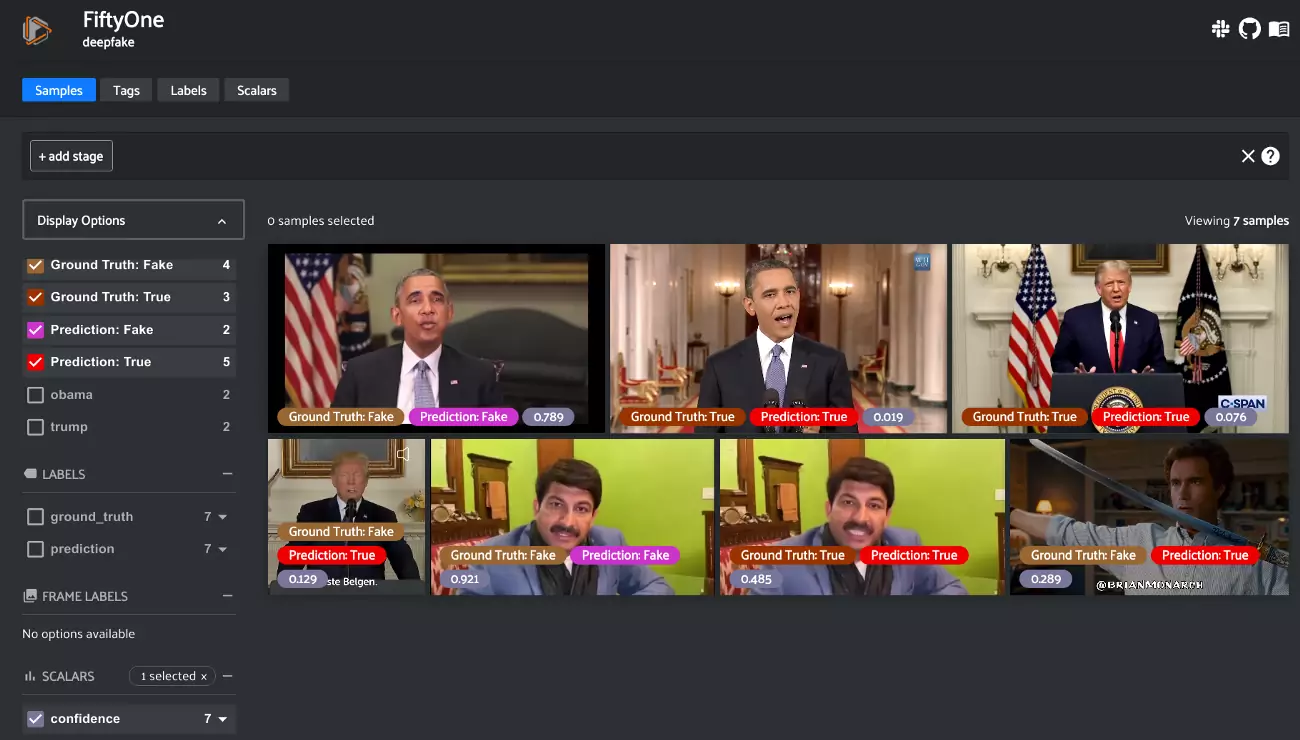 FiftyOne
deepfake
Samples Tags Labels Scalars
+ add stage
Display Options
0 samples selected
Viewing 7 samples
Ground Truth: Fake 4
Ground Truth: True 3
Prediction: Fake 2
Prediction: True 5
obama 2
trump 2
LABELS
ground_truth 7
prediction 7
FRAME LABELS
No options available
SCALARS 1 selected x
confidence 7
Ground Truth: Fake Prediction: Fake 0.789
Ground Truth: True Prediction: True 0.019
C-SPAN
Ground Truth: True Prediction: True 0.076
Ground Truth: Fake
Prediction: True
0.129 ste Belgen.
Ground Truth: Fake Prediction: Fake
0.921
Ground Truth: True Prediction: True
0.485
Ground Truth: Fake Prediction: True
0.289
@BRIANMONARCH